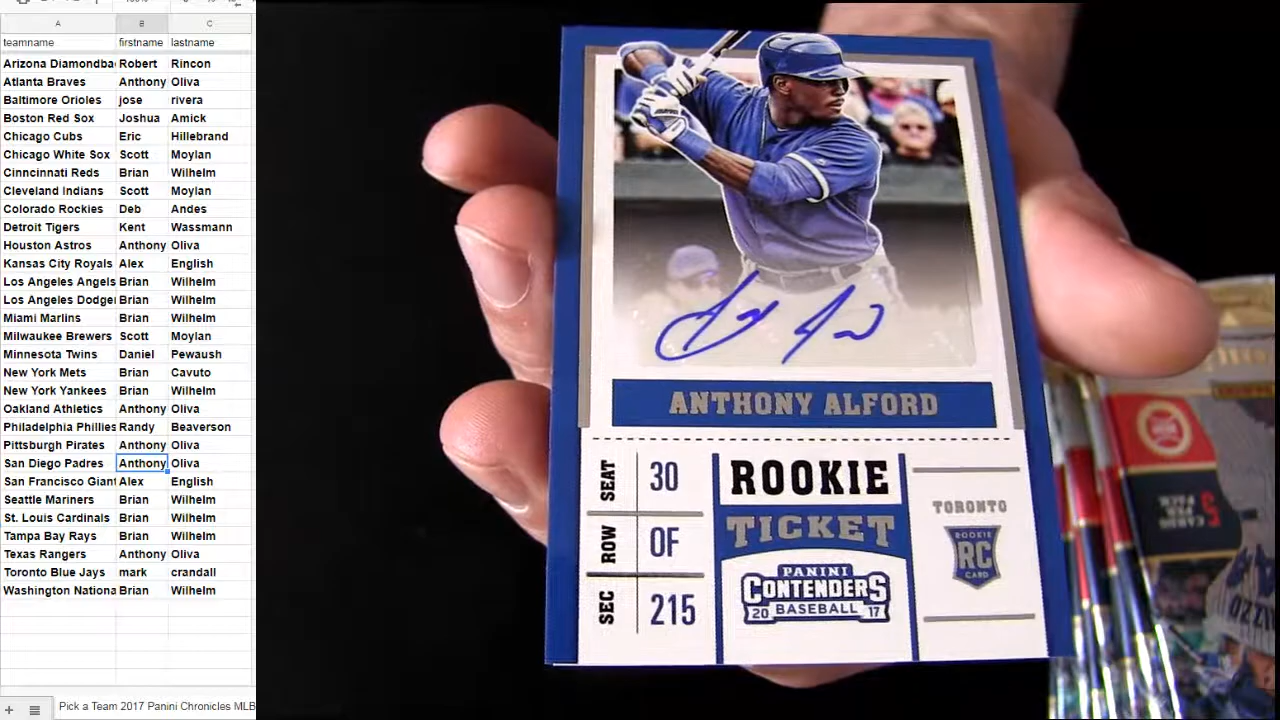 A B C
teamname firstname lastname
Arizona Diamondba Robert Rincon
Atlanta Braves Anthony Oliva
Baltimore Orioles jose rivera
Boston Red Sox Joshua Amick
Chicago Cubs Eric Hillebrand
Chicago White Sox Scott Moylan
Cinncinati Reds Brian Wilhelm
Cleveland Indians Scott Moylan
Colorado Rockies Deb Andes
Detroit Tigers Kent Wassmann
Houston Astros Anthony Oliva
Kansas City Royals Alex English
Los Angeles Angels Brian Wilhelm
Los Angeles Dodge Brian Wilhelm
Miami Marlins Brian Wilhelm
Milwaukee Brewers Scott Moylan
Minnesota Twins Daniel Pewaush
New York Mets Brian Cavuto
New York Yankees Brian Wilhelm
Oakland Athletics Anthony Oliva
Philadelphia Phillies Randy Beaverson
Pittsburgh Pirates Anthony Oliva
San Diego Padres Anthony Oliva
San Francisco Giant Alex English
Seattle Mariners Brian Wilhelm
St. Louis Cardinals Brian Wilhelm
Tampa Bay Rays Brian Wilhelm
Texas Rangers Anthony Oliva
Toronto Blue Jays mark crandall
Washington Nationa Brian Wilhelm
Pick a Team 2017 Panini Chronicles MLB
ANTHONY ALFORD
SEAT 30
ROW OF
SEC 215
ROOKIE
TICKET
PANINI
CONTENDERS
20 BASEBALL 17
TORONTO
ROOKIE
RC
CARD
5
CARDS
PER
PACK
OZZI